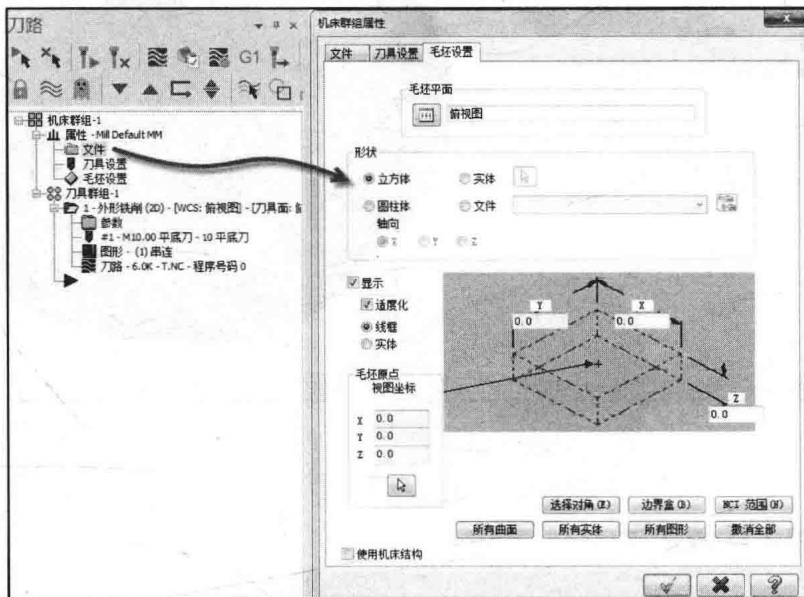 刀路
G1
机床群组-1
属性 -Mill Default MM
文件
刀具设置
毛坯设置
刀具群组-1
1 - 外形铣削 (2D) - [WCS: 俯视图] - [刀具面:
参数
#1 - M10.00 平底刀 - 10 平底刀
图形 - (1) 串连
刀路 - 6.0K - T.NC - 程序号码 0
机床群组属性
文件 刀具设置 毛坯设置
毛坯平面
俯视图
形状
立方体 实体
圆柱体 文件
轴向
X Y Z
显示
适度化
线框
实体
Y X
0.0 0.0
Z
0.0
毛坯原点
视图坐标
X 0.0
Y 0.0
Z 0.0
选择对角(E) 边界盒(B) NCI 范围(N)
所有曲面 所有实体 所有图形 撤消全部
使用机床结构